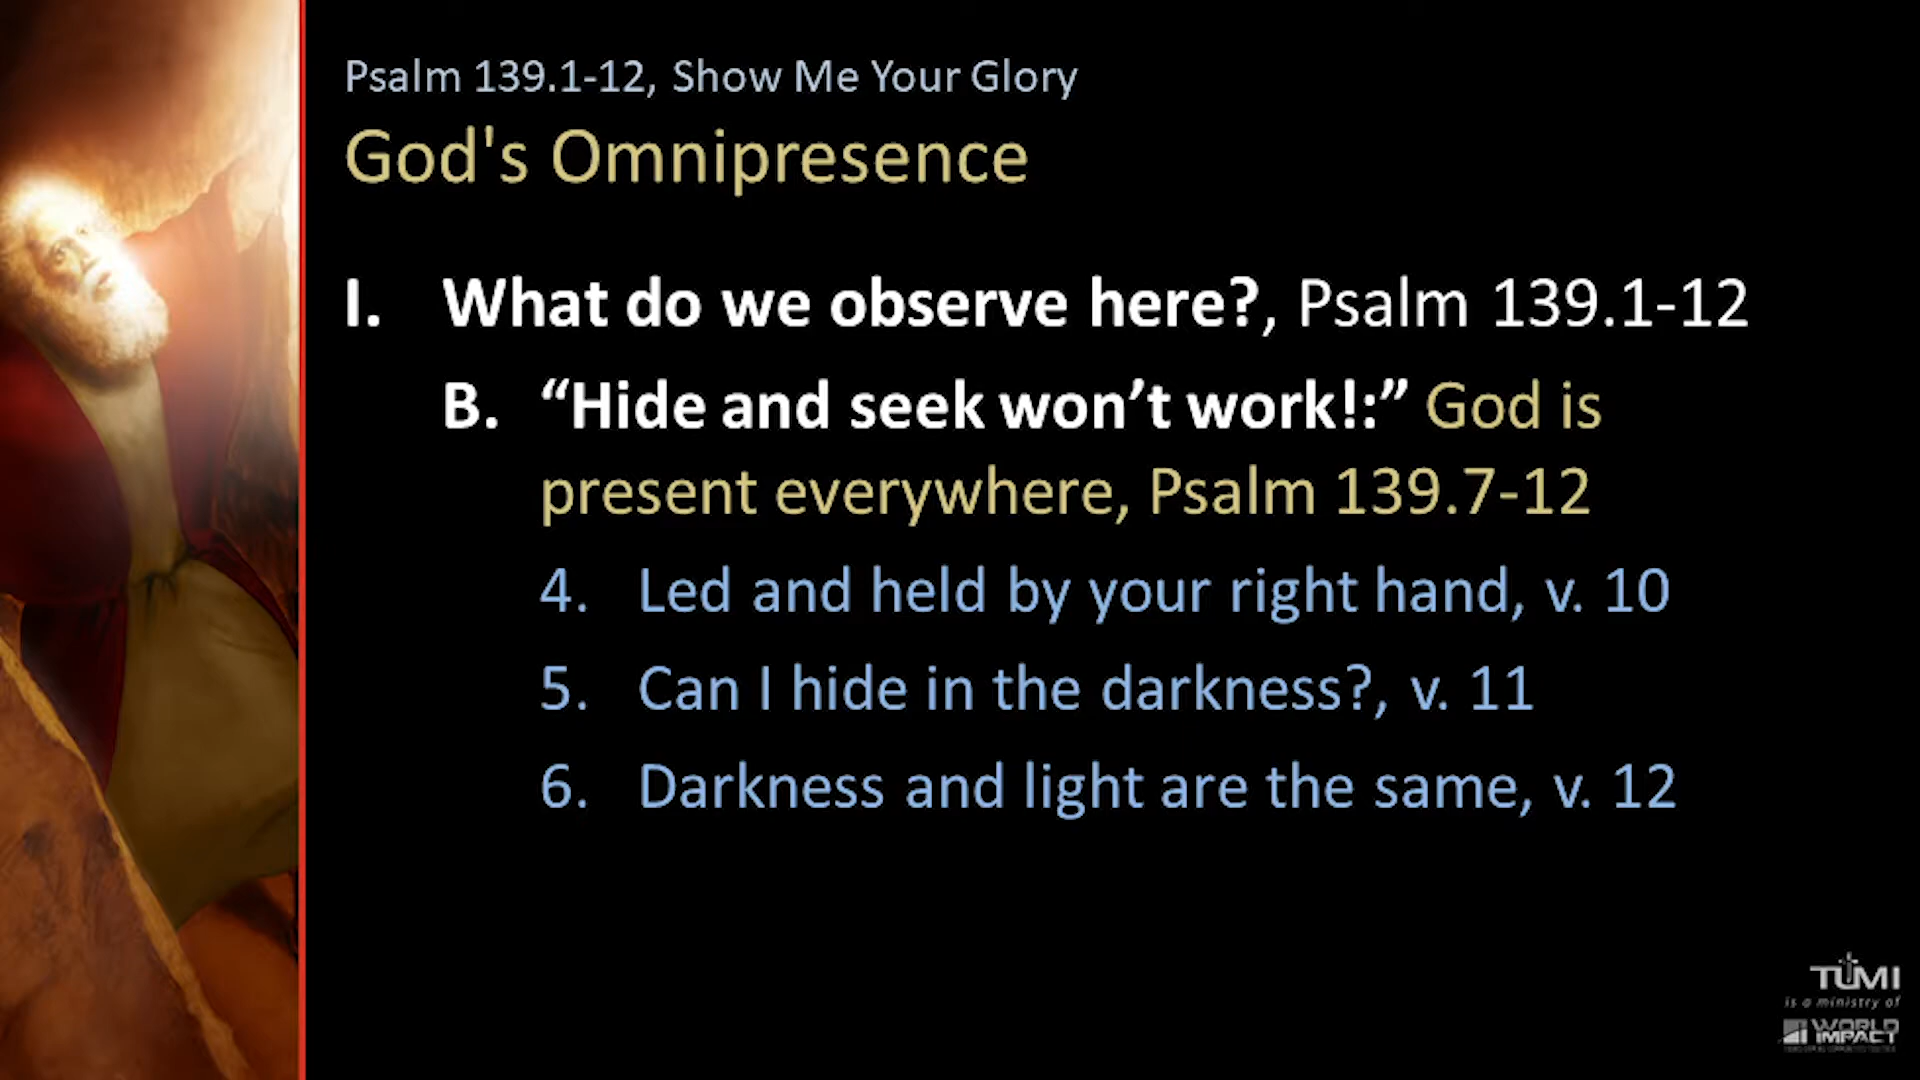 Psalm 139.1-12, Show Me Your Glory
God's Omnipresence
I. What do we observe here?, Psalm 139.1-12
B. “Hide and seek won’t work!:” God is
present everywhere, Psalm 139.7-12
4. Led and held by your right hand, v. 10
5. Can I hide in the darkness?, v. 11
6. Darkness and light are the same, v. 12
TUMI
is a ministry of
WORLD
IMPACT